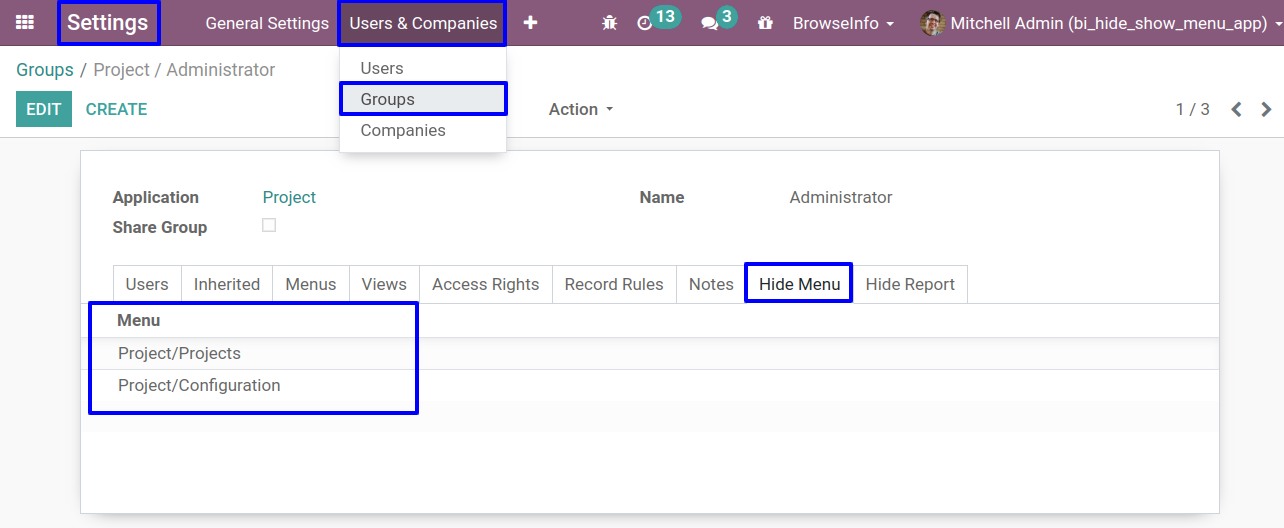 Settings General Settings Users & Companies 13 3 BrowseInfo Mitchell Admin (bi_hide_show_menu_app)
Users
Groups
Companies
Groups / Project / Administrator
EDIT CREATE Action 1 / 3
Application Project Name Administrator
Share Group
Users Inherited Menus Views Access Rights Record Rules Notes Hide Menu Hide Report
Menu
Project/Projects
Project/Configuration